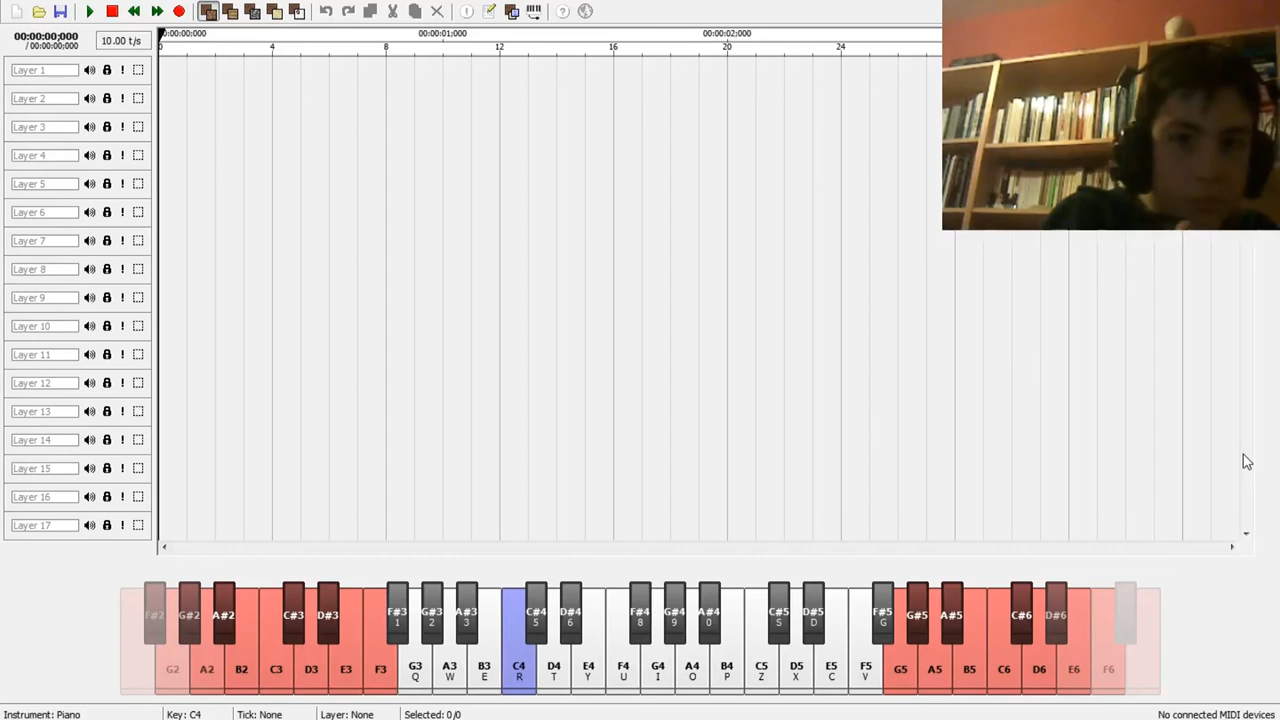 00:00:00;000
/ 00:00:00;000
10.00 t/s
00:00:00;000 00:00:01;000 00:00:02;000
0 4 8 12 16 20 24
Layer 1
Layer 2
Layer 3
Layer 4
Layer 5
Layer 6
Layer 7
Layer 8
Layer 9
Layer 10
Layer 11
Layer 12
Layer 13
Layer 14
Layer 15
Layer 16
Layer 17
F#2 G#2 A#2 C#3 D#3 F#3 G#3 A#3 C#4 D#4 F#4 G#4 A#4 C#5 D#5 F#5 G#5 A#5 C#6 D#6
1 2 3 5 6 8 9 0 S D G
G2 A2 B2 C3 D3 E3 F3 G3 A3 B3 C4 D4 E4 F4 G4 A4 B4 C5 D5 E5 F5 G5 A5 B5 C6 D6 E6 F6
Q W E R T Y U I O P Z X C V
Instrument: Piano Key: C4 Tick: None Layer: None Selected: 0/0 No connected MIDI devices